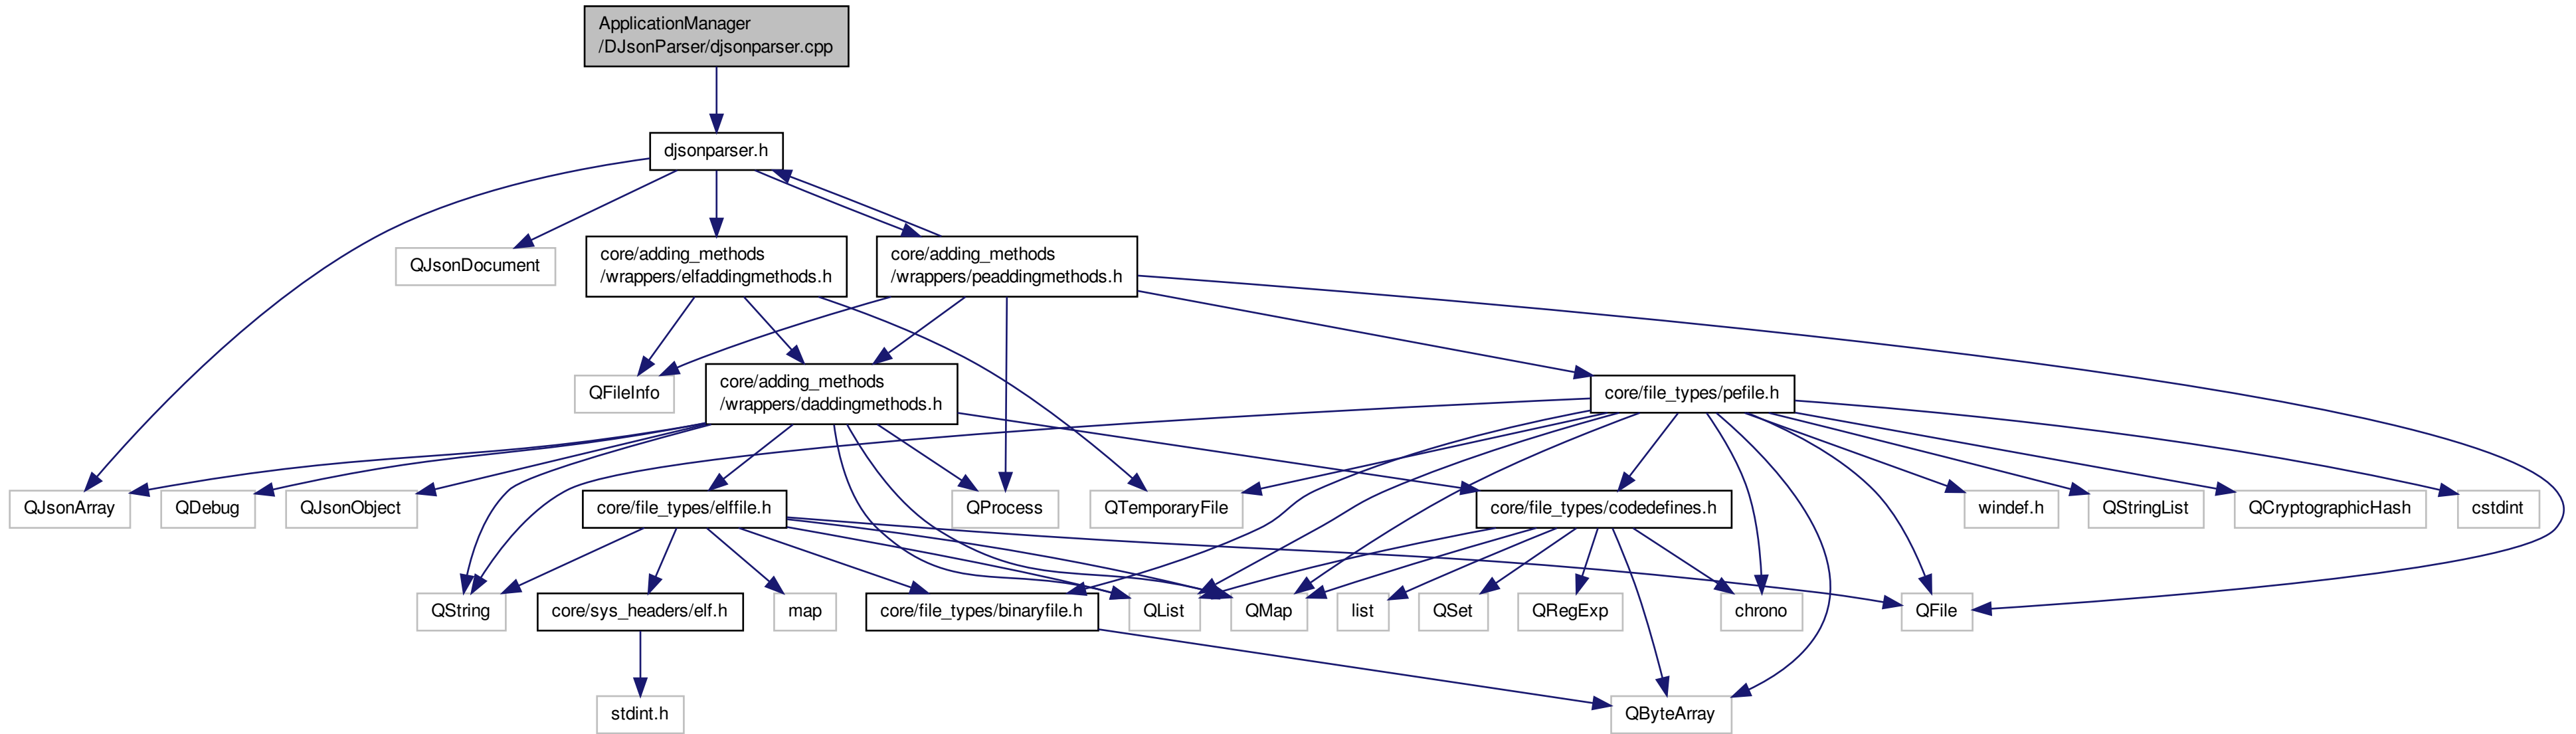 ApplicationManager
/DJsonParser/djsonparser.cpp
djsonparser.h
QJsonDocument
core/adding_methods
/wrappers/elfaddingmethods.h
core/adding_methods
/wrappers/peaddingmethods.h
QFileInfo
core/adding_methods
/wrappers/daddingmethods.h
core/file_types/pefile.h
QJsonArray
QDebug
QJsonObject
core/file_types/elffile.h
QProcess
QTemporaryFile
core/file_types/codedefines.h
windef.h
QStringList
QCryptographicHash
cstdint
QString
core/sys_headers/elf.h
map
core/file_types/binaryfile.h
QList
QMap
list
QSet
QRegExp
chrono
QFile
stdint.h
QByteArray